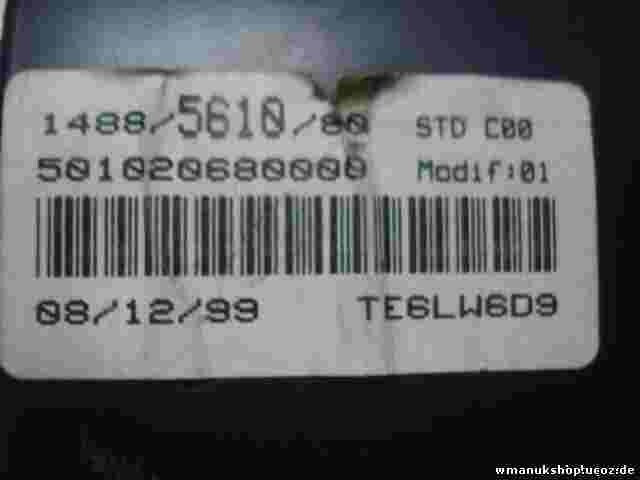 1488/5610/80 STD C00
501020680000 Modif:01
08/12/99 TE6LW6D9
wmanukshop.ucoz.de